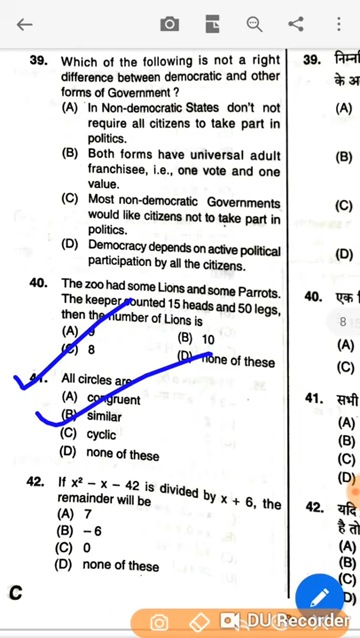 39. Which of the following is not a right
difference between democratic and other
forms of Government ?
(A) In Non-democratic States don't not
require all citizens to take part in
politics.
(B) Both forms have universal adult
franchisee, i.e., one vote and one
value.
(C) Most non-democratic Governments
would like citizens not to take part in
politics.
(D) Democracy depends on active political
participation by all the citizens.
40. The zoo had some Lions and some Parrots.
The keeper counted 15 heads and 50 legs,
then the number of Lions is
(A) 9
(B) 10
(C) 8
(D) none of these
41. All circles are
(A) congruent
(B) similar
(C) cyclic
(D) none of these
42. If x² – x – 42 is divided by x + 6, the
remainder will be
(A) 7
(B) – 6
(C) 0
(D) none of these
C
39.
के अ
(A)
(B)
(C)
(D)
40. एक
8
(A)
(C)
41. सभी
(A)
(B)
(C)
(D)
42. यदि
है तो
(A)
(B)
(C)
(D)
DU Recorder